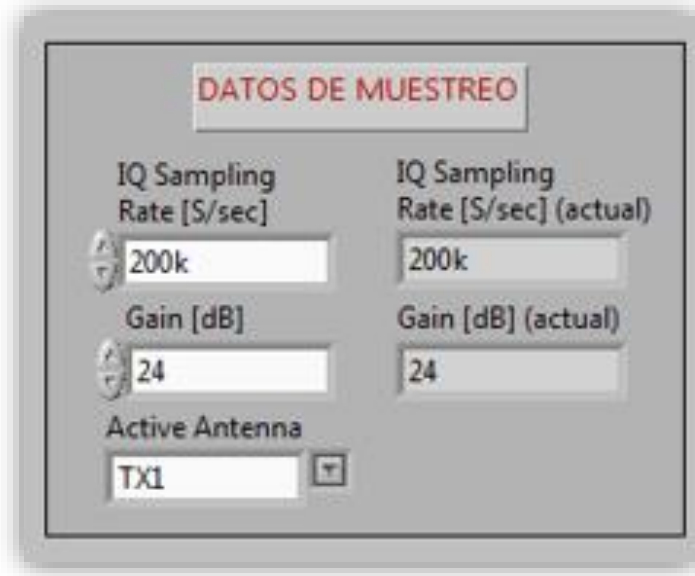 DATOS DE MUESTREO
IQ Sampling
Rate [S/sec]
200k
IQ Sampling
Rate [S/sec] (actual)
200k
Gain [dB]
24
Gain [dB] (actual)
24
Active Antenna
TX1